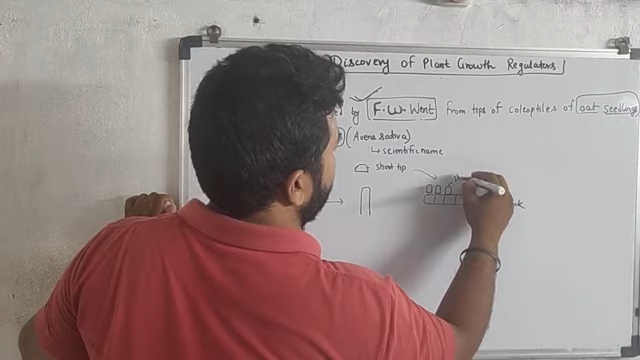 Discovery of Plant Growth Regulators.
by F.W. Went from tips of coleoptiles of oat seedlings
(Avena sativa)
↳ scientific name
shoot tip